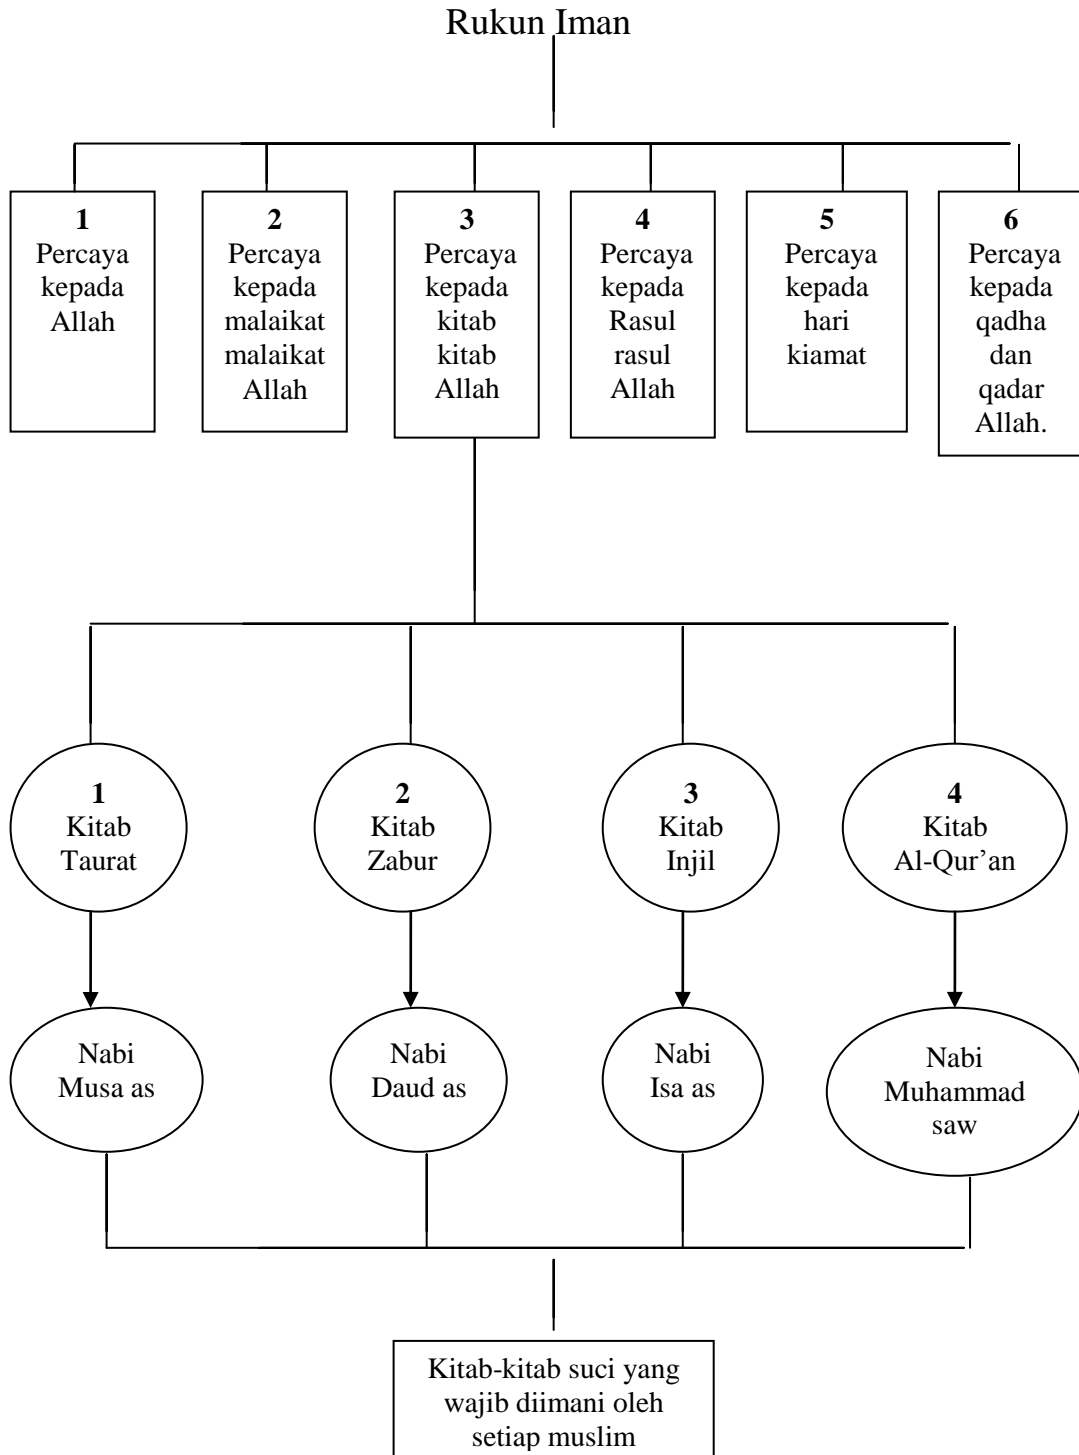 Rukun Iman
1
Percaya
kepada
Allah
2
Percaya
kepada
malaikat
malaikat
Allah
3
Percaya
kepada
kitab
kitab
Allah
4
Percaya
kepada
Rasul
rasul
Allah
5
Percaya
kepada
hari
kiamat
6
Percaya
kepada
qadha
dan
qadar
Allah.
1
Kitab
Taurat
2
Kitab
Zabur
3
Kitab
Injil
4
Kitab
Al-Qur’an
Nabi
Musa as
Nabi
Daud as
Nabi
Isa as
Nabi
Muhammad
saw
Kitab-kitab suci yang
wajib diimani oleh
setiap muslim